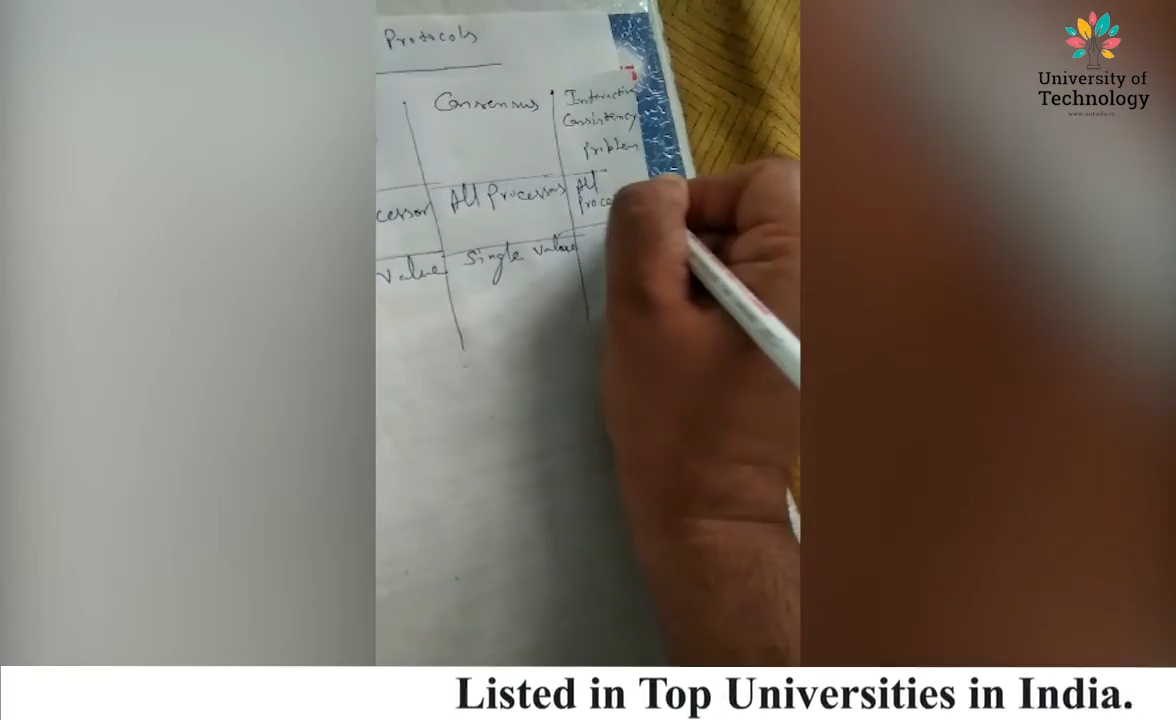 Protocols
Consensus
Interactive
Consistency
Problem
cessor
All Processors
All
Proce
Value
Single value
University of
Technology
Listed in Top Universities in India.